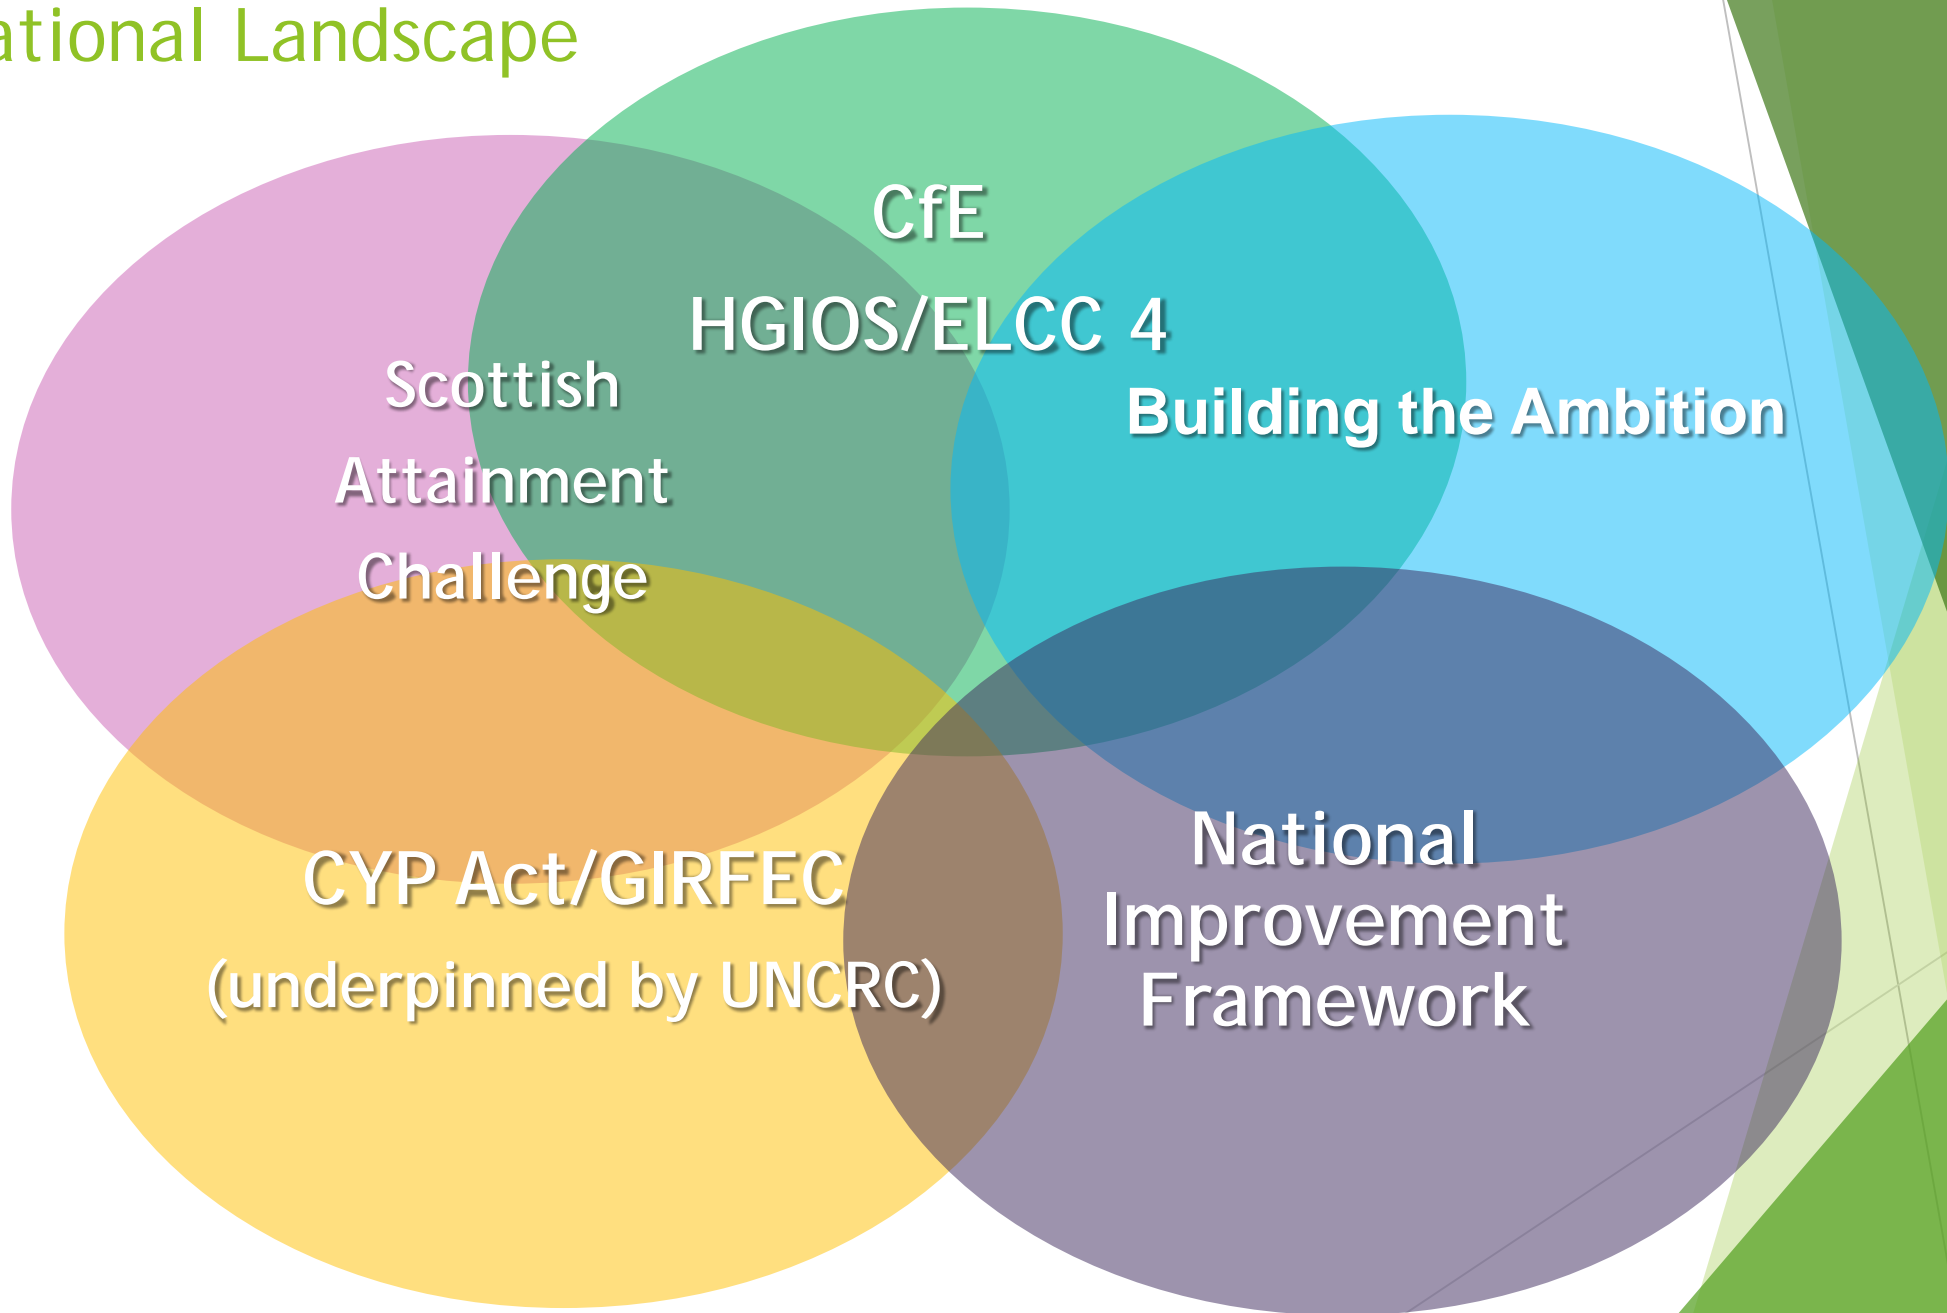 ational Landscape
CfE
HGIOS/ELCC 4
Scottish
Attainment
Challenge
Building the Ambition
CYP Act/GIRFEC
(underpinned by UNCRC)
National
Improvement
Framework